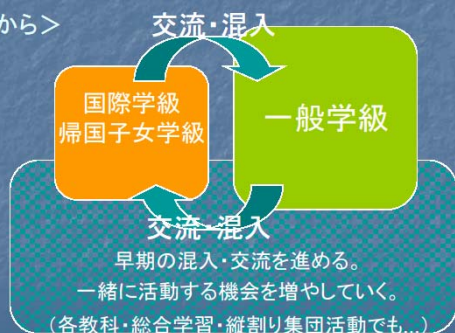 から＞
交流・混入
国際学級
帰国子女学級
一般学級
交流・混入
早期の混入・交流を進める。
一緒に活動する機会を増やしていく。
（各教科・総合学習・縦割り集団活動でも...）